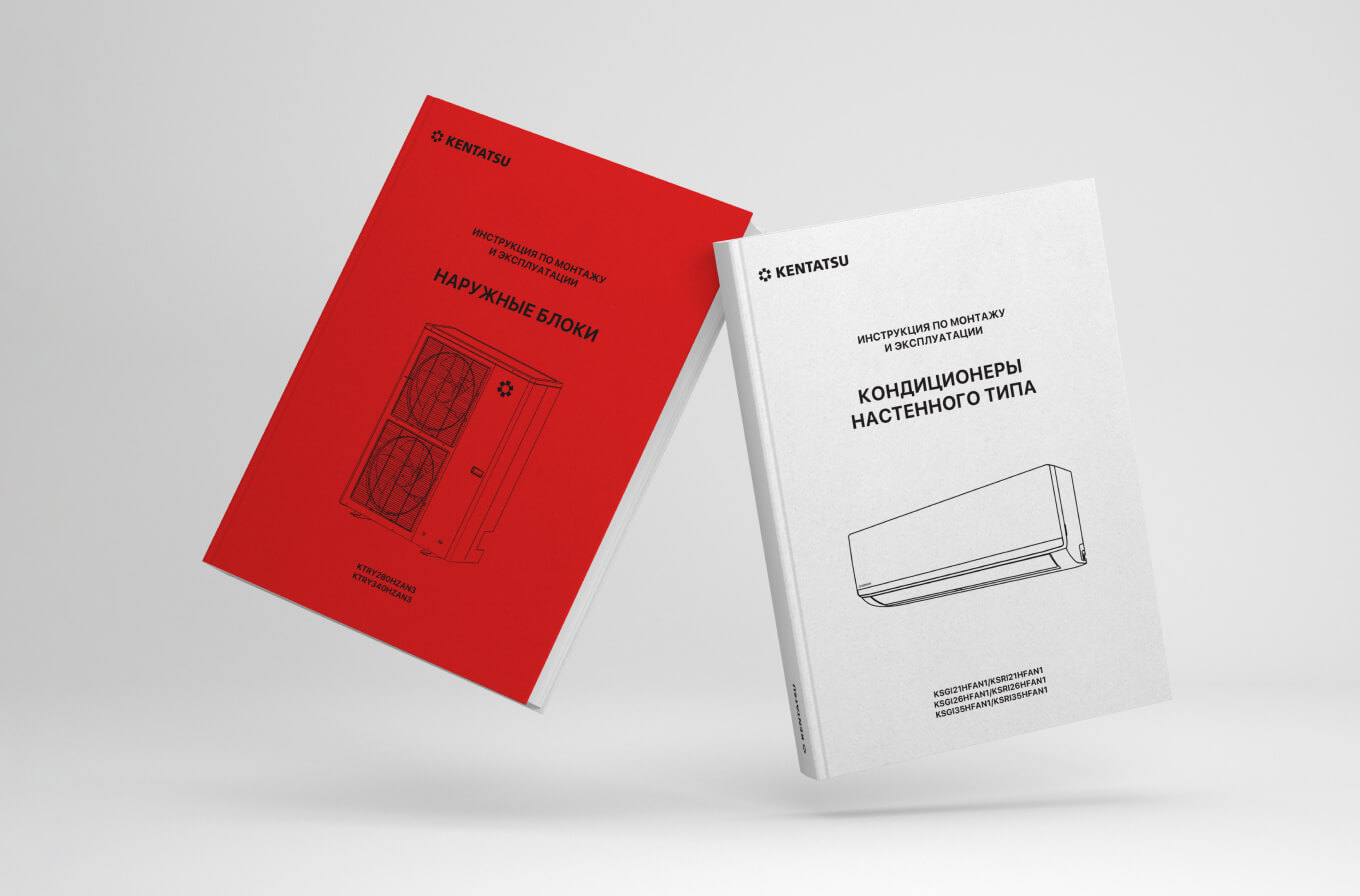 KENTATSU
ИНСТРУКЦИЯ ПО МОНТАЖУ
И ЭКСПЛУАТАЦИИ
НАРУЖНЫЕ БЛОКИ
KTRY280HZAN3
KTRY340HZAN3
KENTATSU
ИНСТРУКЦИЯ ПО МОНТАЖУ
И ЭКСПЛУАТАЦИИ
КОНДИЦИОНЕРЫ
НАСТЕННОГО ТИПА
KSGI21HFAN1/KSRI21HFAN1
KSGI26HFAN1/KSRI26HFAN1
KSGI35HFAN1/KSRI35HFAN1
KENTATSU